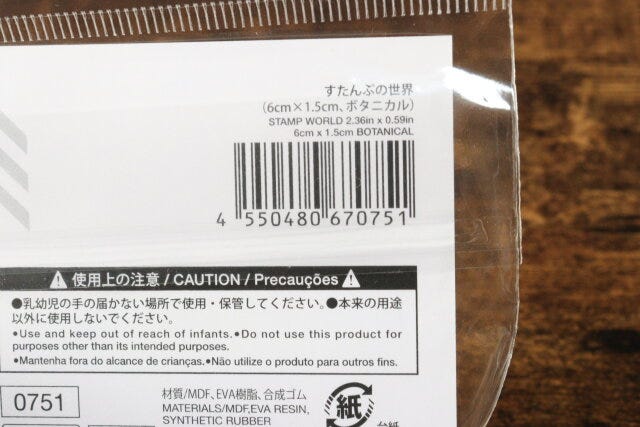 すたんぷの世界
(6cm×1.5cm、ボタニカル)
STAMP WORLD 2.36in x 0.59in
6cm x 1.5cm BOTANICAL
4 550480 670751
使用上の注意 / CAUTION / Precauções
●乳幼児の手の届かない場所で使用・保管してください。●本来の用途
以外に使用しないでください。
●Use and keep out of reach of infants.●Do not use this product for
purposes other than its intended purposes.
●Mantenha fora do alcance de crianças.●Não utilize o produto para outros fins.
0751
材質/MDF、EVA樹脂、合成ゴム
MATERIALS/MDF,EVA RESIN,
SYNTHETIC RUBBER
紙
台紙